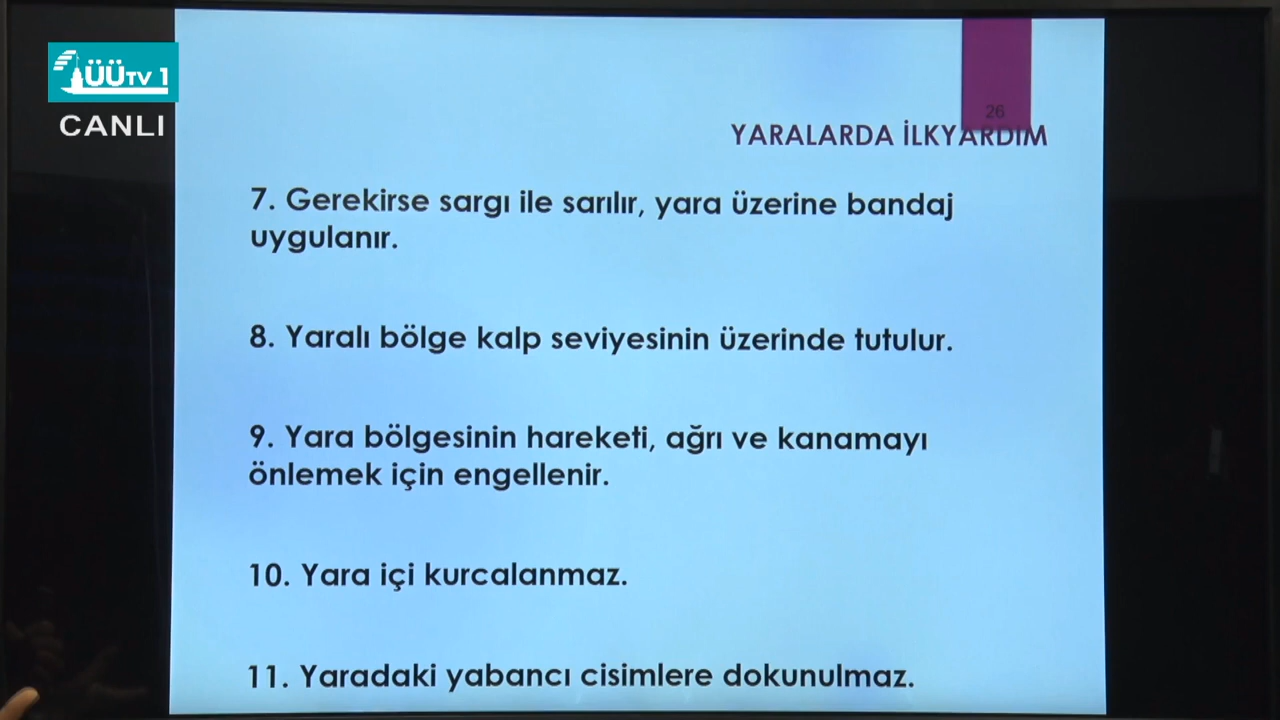 ÜÜTV 1
CANLI
26
YARALARDA İLKYARDIM
7. Gerekirse sargı ile sarılır, yara üzerine bandaj
uygulanır.
8. Yaralı bölge kalp seviyesinin üzerinde tutulur.
9. Yara bölgesinin hareketi, ağrı ve kanamayı
önlemek için engellenir.
10. Yara içi kurcalanmaz.
11. Yaradaki yabancı cisimlere dokunulmaz.